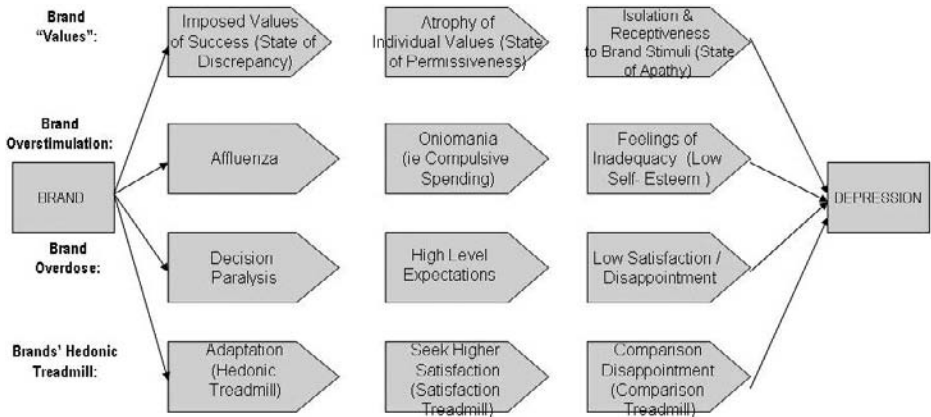 Brand
“Values”:
Imposed Values
of Success (State of
Discrepancy)
Atrophy of
Individual Values (State
of Permissiveness)
Isolation &
Receptiveness
to Brand Stimuli (State
of Apathy)
Brand
Overstimulation:
Affluenza
Oniomania
(ie Compulsive
Spending)
Feelings of
Inadequacy (Low
Self- Esteem )
BRAND
DEPRESSION
Brand
Overdose:
Decision
Paralysis
High Level
Expectations
Low Satisfaction /
Disappointment
Brands’ Hedonic
Treadmill:
Adaptation
(Hedonic
Treadmill)
Seek Higher
Satisfaction
(Satisfaction
Treadmill)
Comparison
Disappointment
(Comparison
Treadmill)